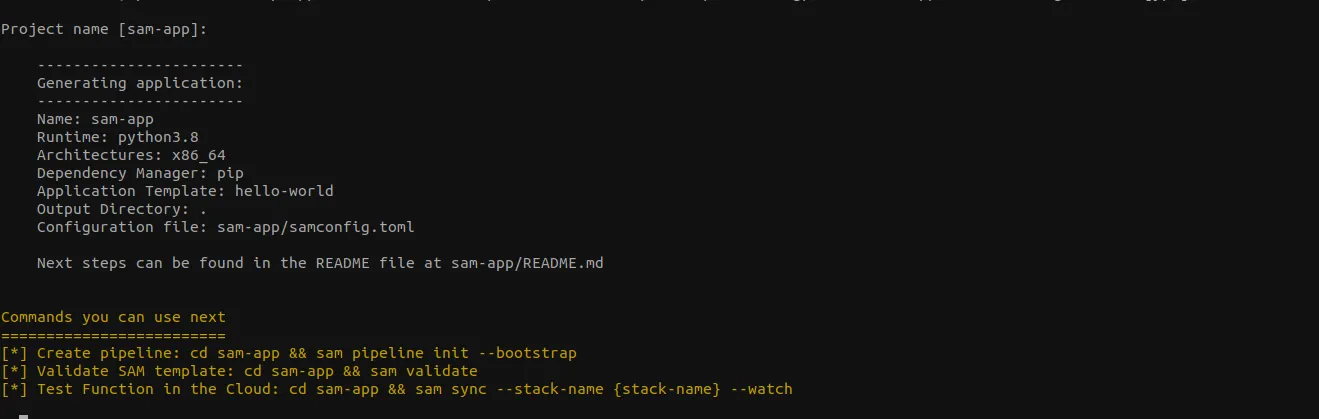 Project name [sam-app]:
-----------------------
Generating application:
-----------------------
Name: sam-app
Runtime: python3.8
Architectures: x86_64
Dependency Manager: pip
Application Template: hello-world
Output Directory: .
Configuration file: sam-app/samconfig.toml
Next steps can be found in the README file at sam-app/README.md
Commands you can use next
=========================
[*] Create pipeline: cd sam-app && sam pipeline init --bootstrap
[*] Validate SAM template: cd sam-app && sam validate
[*] Test Function in the Cloud: cd sam-app && sam sync --stack-name {stack-name} --watch